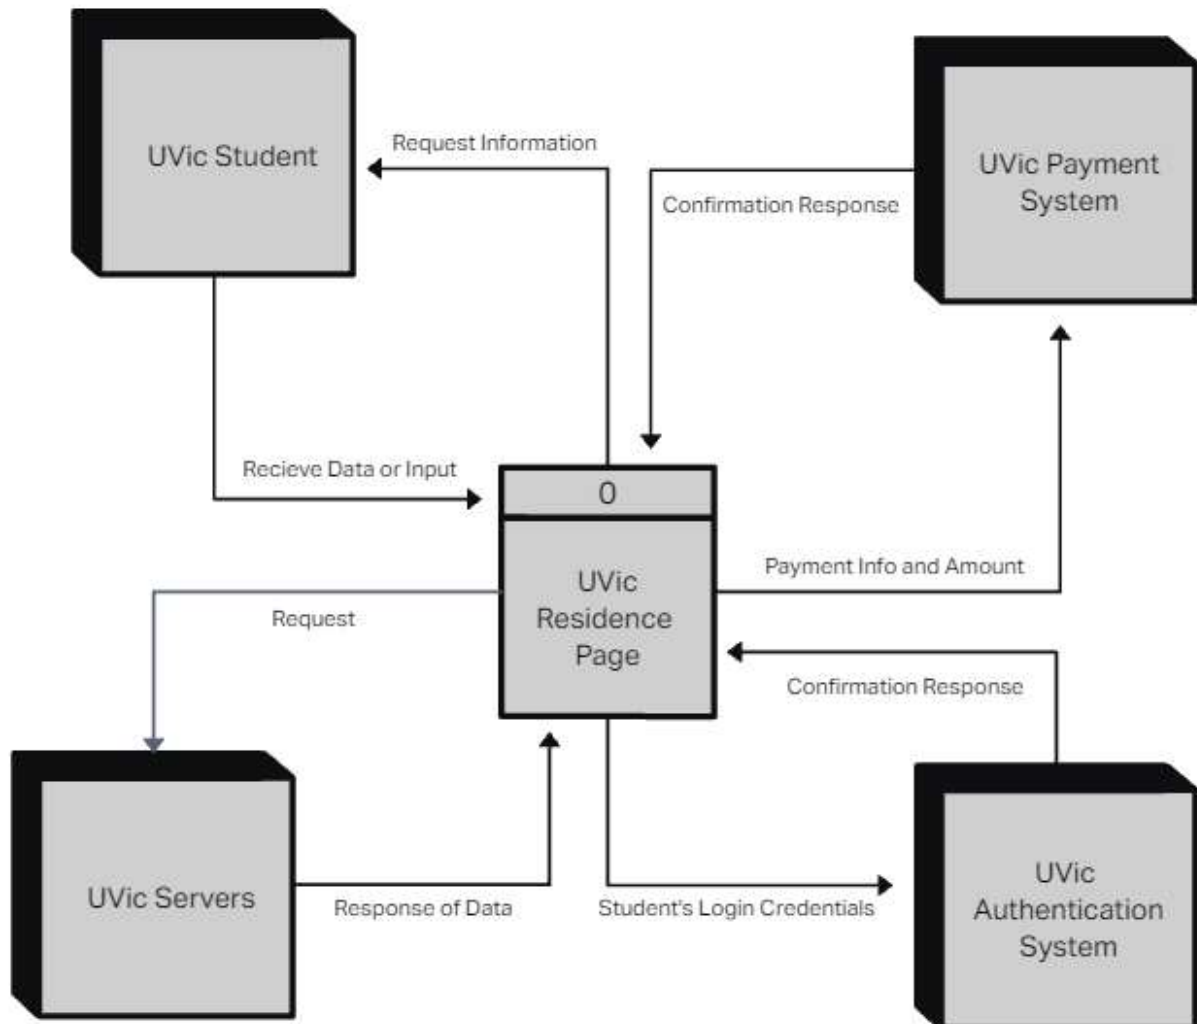 UVic Student
Request Information
UVic Payment
System
Confirmation Response
Recieve Data or Input
0
UVic
Residence
Page
Payment Info and Amount
Request
Confirmation Response
UVic Servers
Response of Data
Student's Login Credentials
UVic
Authentication
System